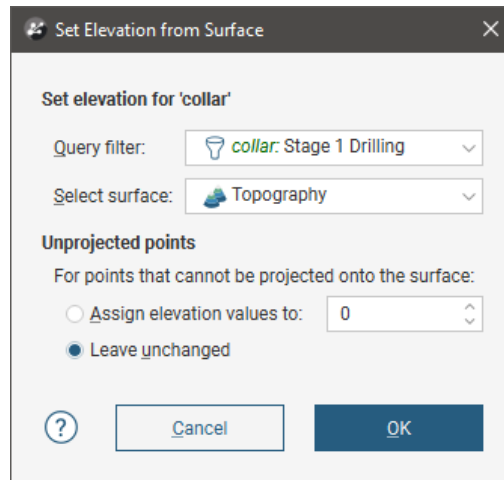 Set Elevation from Surface
Set elevation for 'collar'
Query filter: collar: Stage 1 Drilling
Select surface: Topography
Unprojected points
For points that cannot be projected onto the surface:
Assign elevation values to: 0
Leave unchanged
? Cancel OK